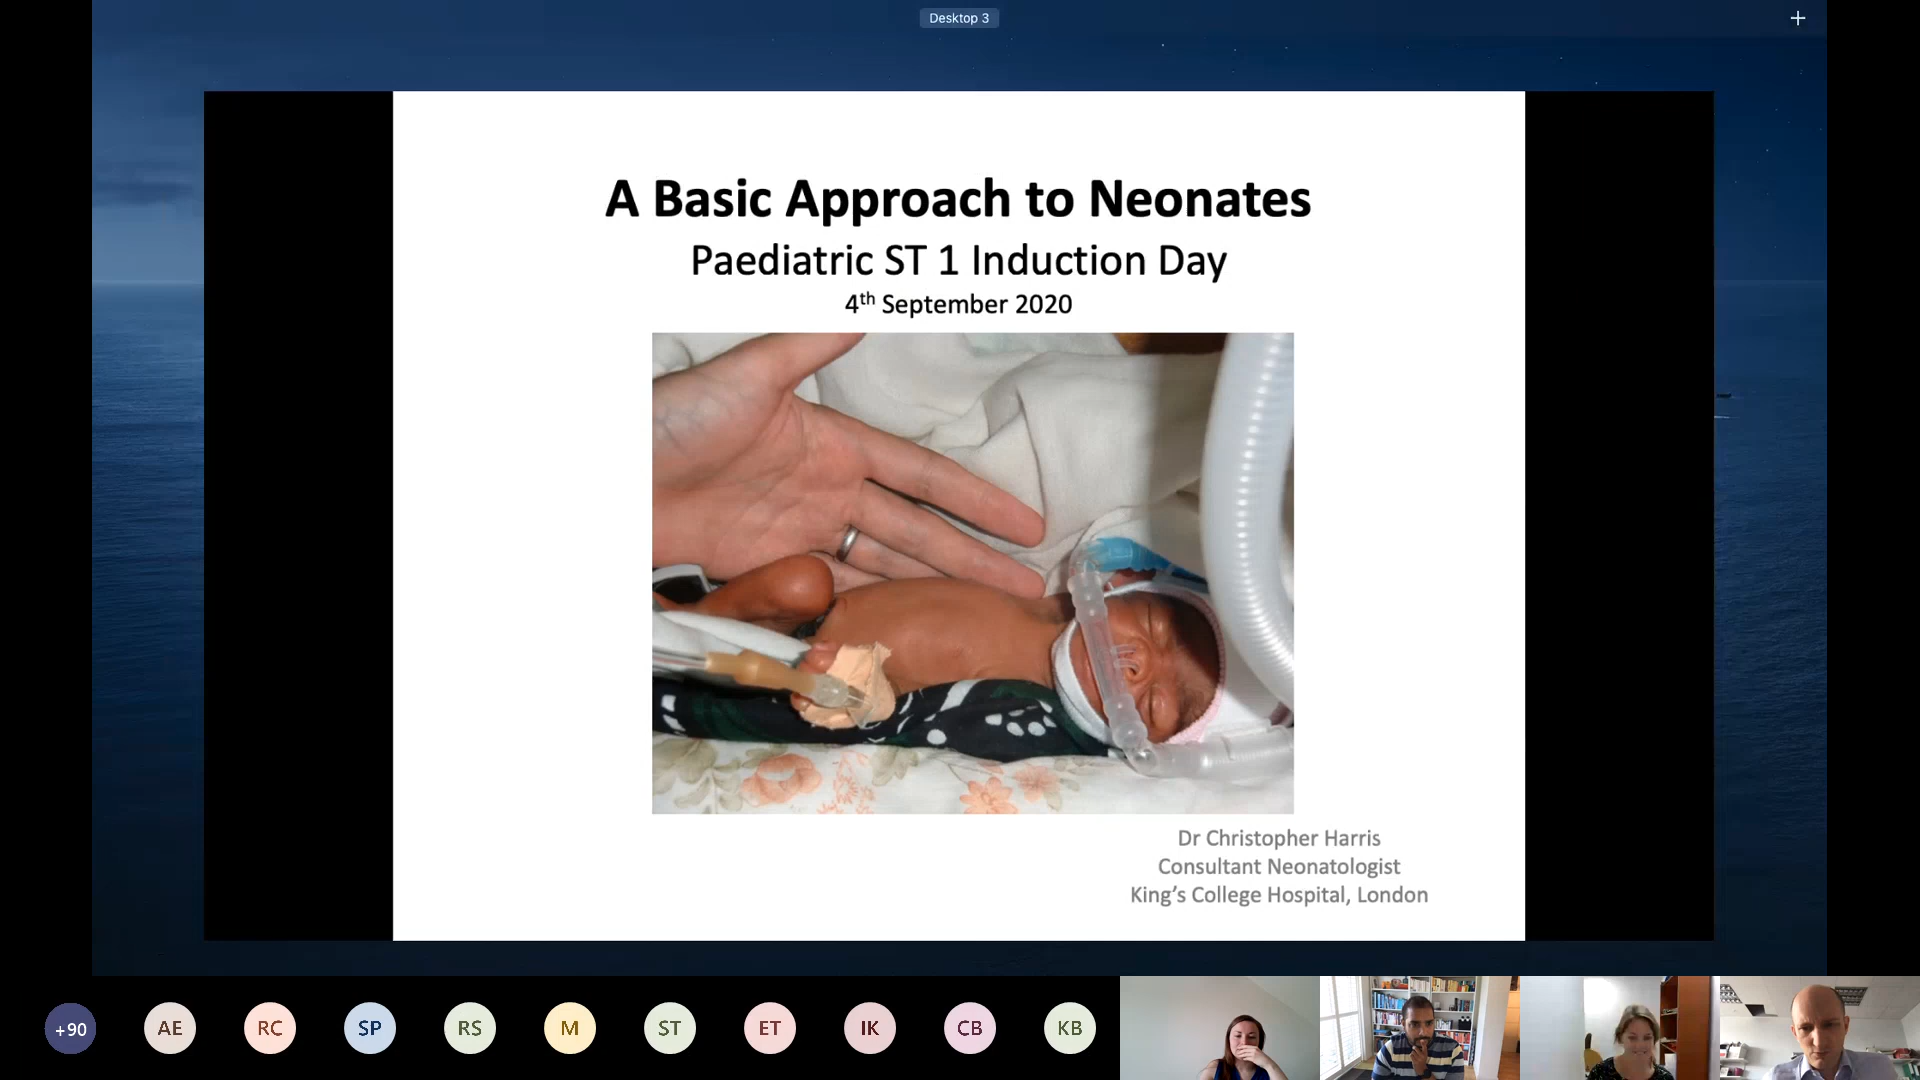 Desktop 3
A Basic Approach to Neonates
Paediatric ST 1 Induction Day
4th September 2020
Dr Christopher Harris
Consultant Neonatologist
King's College Hospital, London
+90 AE RC SP RS M ST ET IK CB KB